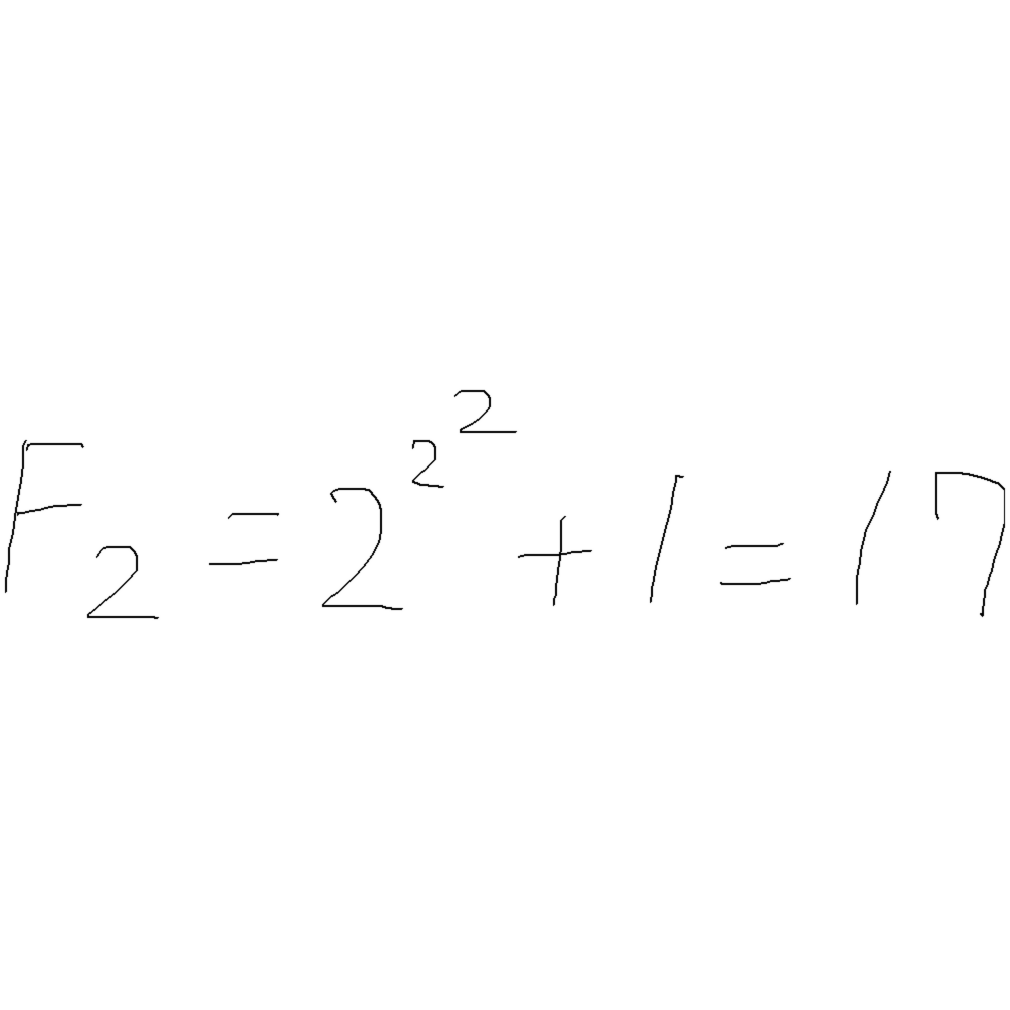 F₂ = 2^2^2 + 1 = 17